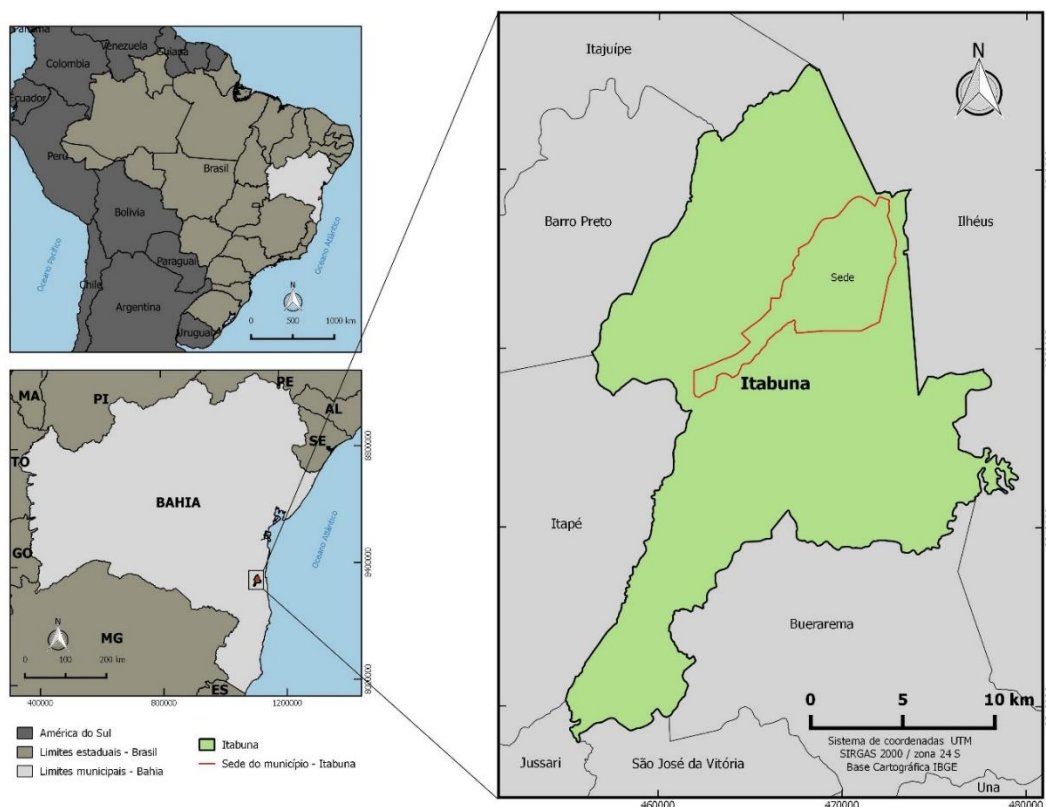 Panama
Venezuela
Guiana
Colombia
Ecuador
Peru
Brasil
Bolivia
Paraguai
Chile
Argentina
Uruguai
Oceano Pacífico
Oceano Atlântico
N
0 500 1000 km
MA
PI
PE
AL
SE
TO
BAHIA
GO
MG
ES
Oceano Atlântico
N
0 100 200 km
8800000
8400000
8000000
400000 800000 1200000
América do Sul
Limites estaduais - Brasil
Limites municipais - Bahia
Itabuna
Sede do município - Itabuna
Itajuípe
N
Barro Preto
Ilhéus
Sede
Itabuna
Itapé
Buerarema
0 5 10 km
Sistema de coordenadas UTM
SIRGAS 2000 / zona 24 S
Base Cartográfica IBGE
Jussari
São José da Vitória
Una
460000 470000 480000